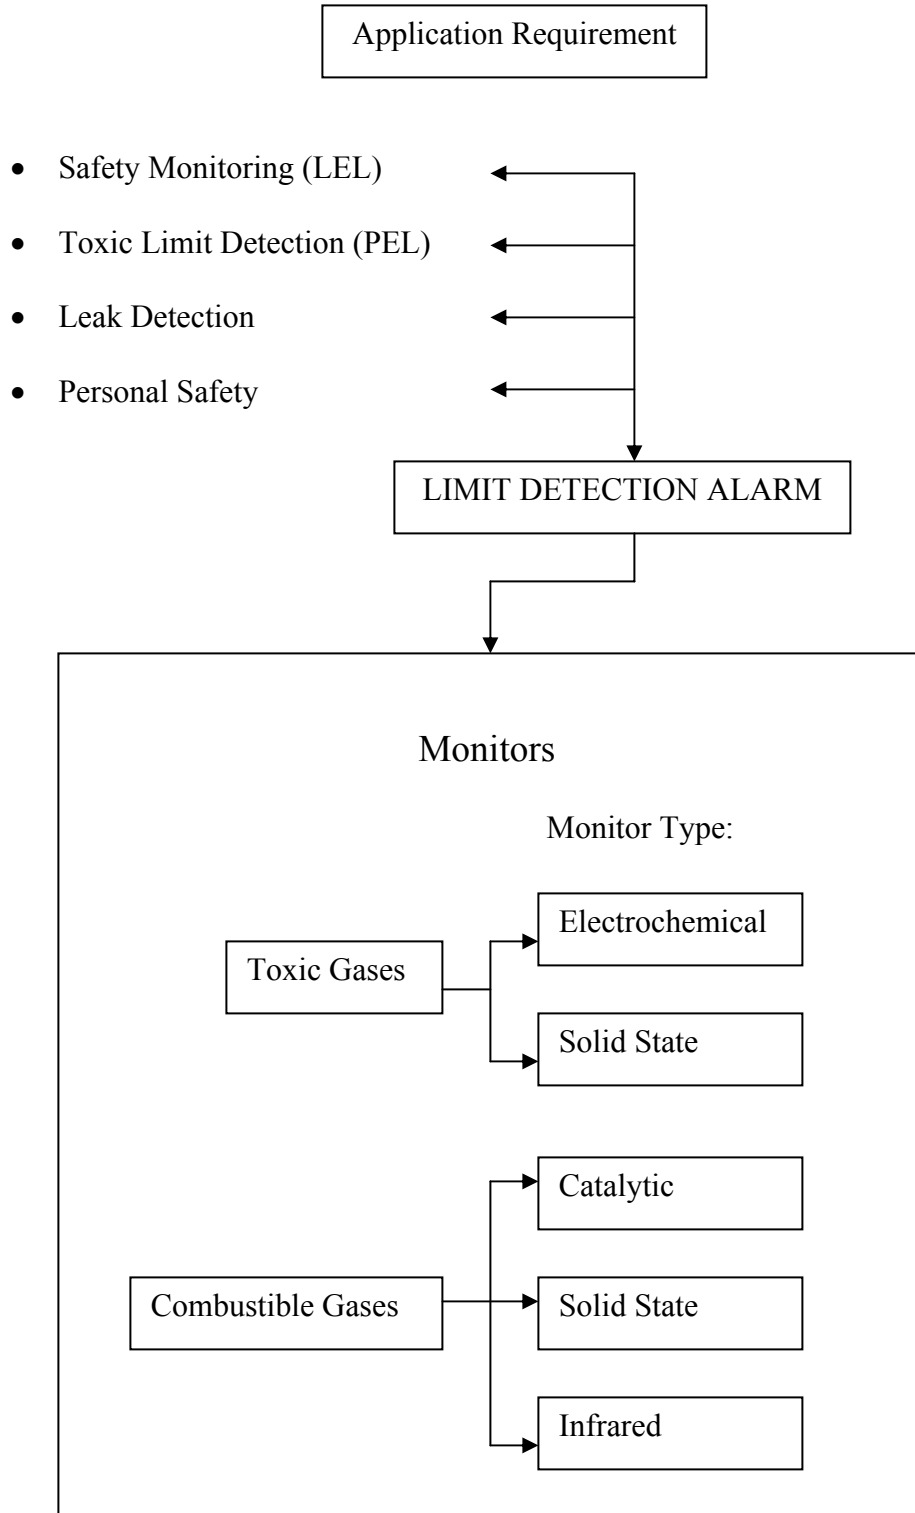 Application Requirement
• Safety Monitoring (LEL)
• Toxic Limit Detection (PEL)
• Leak Detection
• Personal Safety
LIMIT DETECTION ALARM
Monitors
Monitor Type:
Electrochemical
Toxic Gases
Solid State
Catalytic
Combustible Gases
Solid State
Infrared